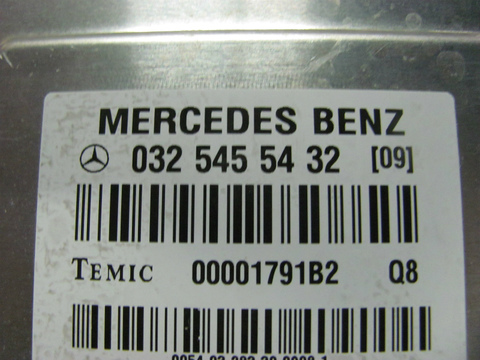 MERCEDES BENZ
032 545 54 32 [09]
TEMIC 00001791B2 Q8